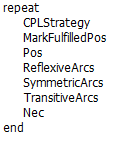 repeat
CPLStrategy
MarkFulfilledPos
Pos
ReflexiveArcs
SymmetricArcs
TransitiveArcs
Nec
end